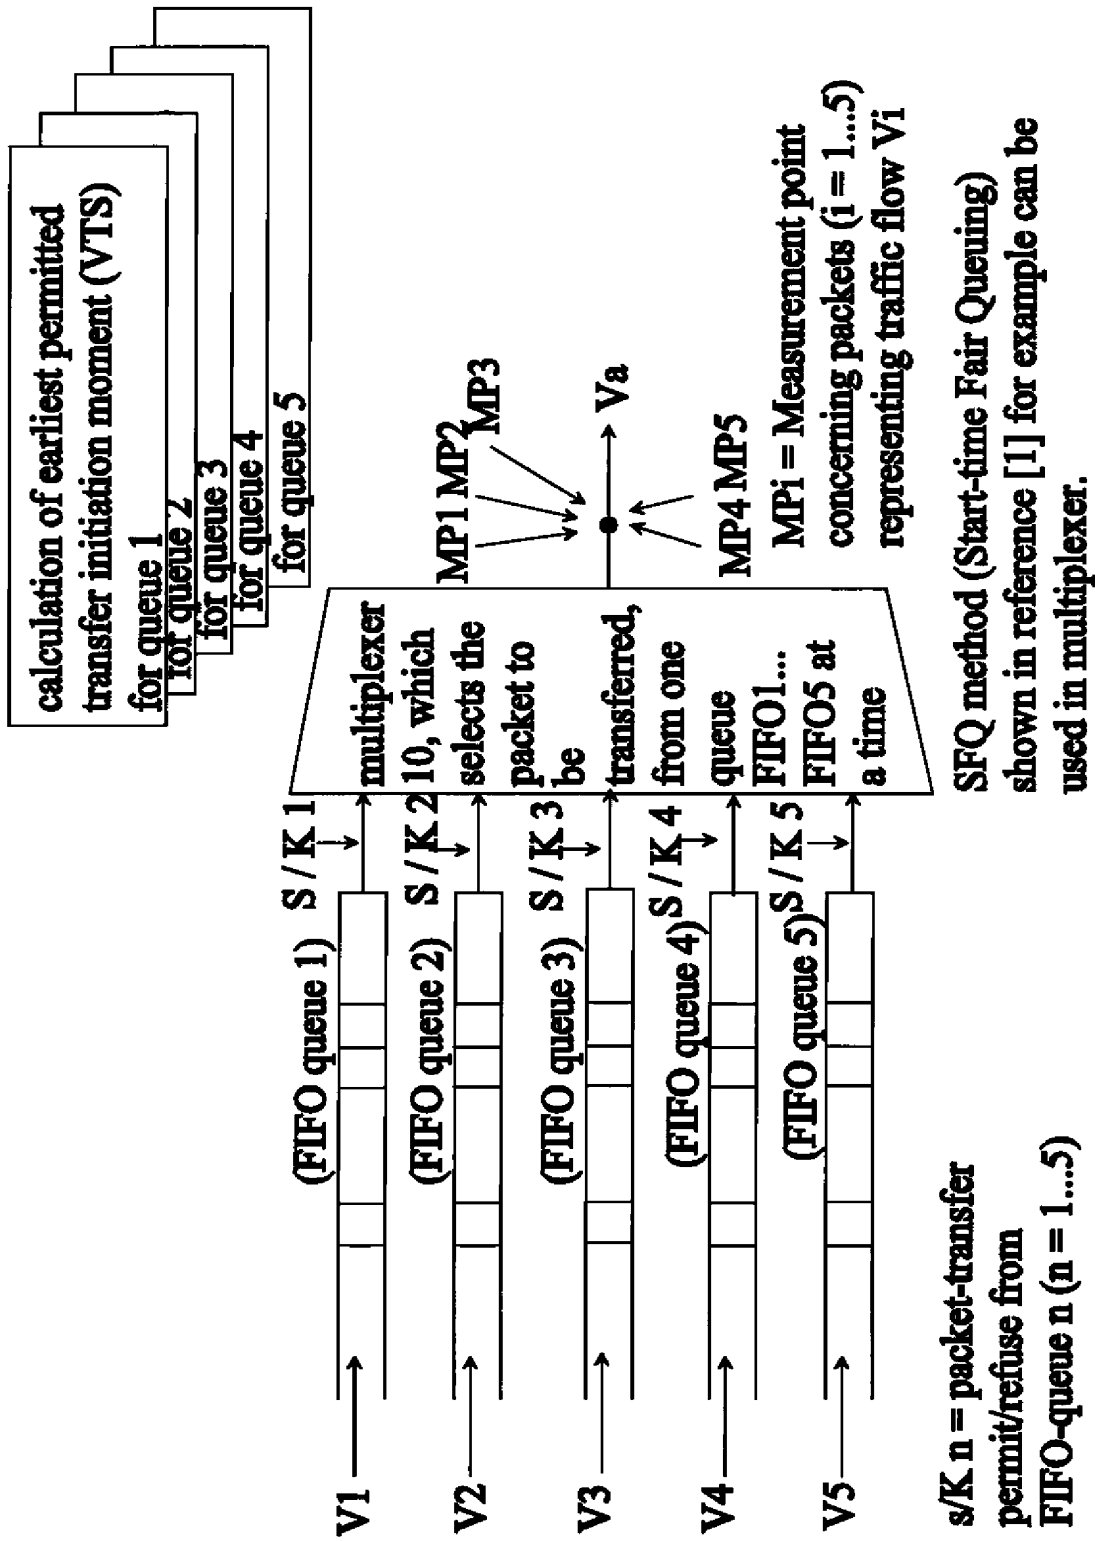 calculation of earliest permitted
transfer initiation moment (VTS)
for queue 1
for queue 2
for queue 3
for queue 4
for queue 5
V1
(FIFO queue 1)
S / K 1
V2
(FIFO queue 2)
S / K 2
V3
(FIFO queue 3)
S / K 3
V4
(FIFO queue 4)
S / K 4
V5
(FIFO queue 5)
S / K 5
multiplexer
10, which
selects the
packet to
be
transferred,
from one
queue
FIFO1...
FIFO5 at
a time
MP1 MP2
MP3
Va
MP4 MP5
MPi = Measurement point
concerning packets (i = 1...5)
representing traffic flow Vi
s/K n = packet-transfer
permit/refuse from
FIFO-queue n (n = 1...5)
SFQ method (Start-time Fair Queuing)
shown in reference [1] for example can be
used in multiplexer.